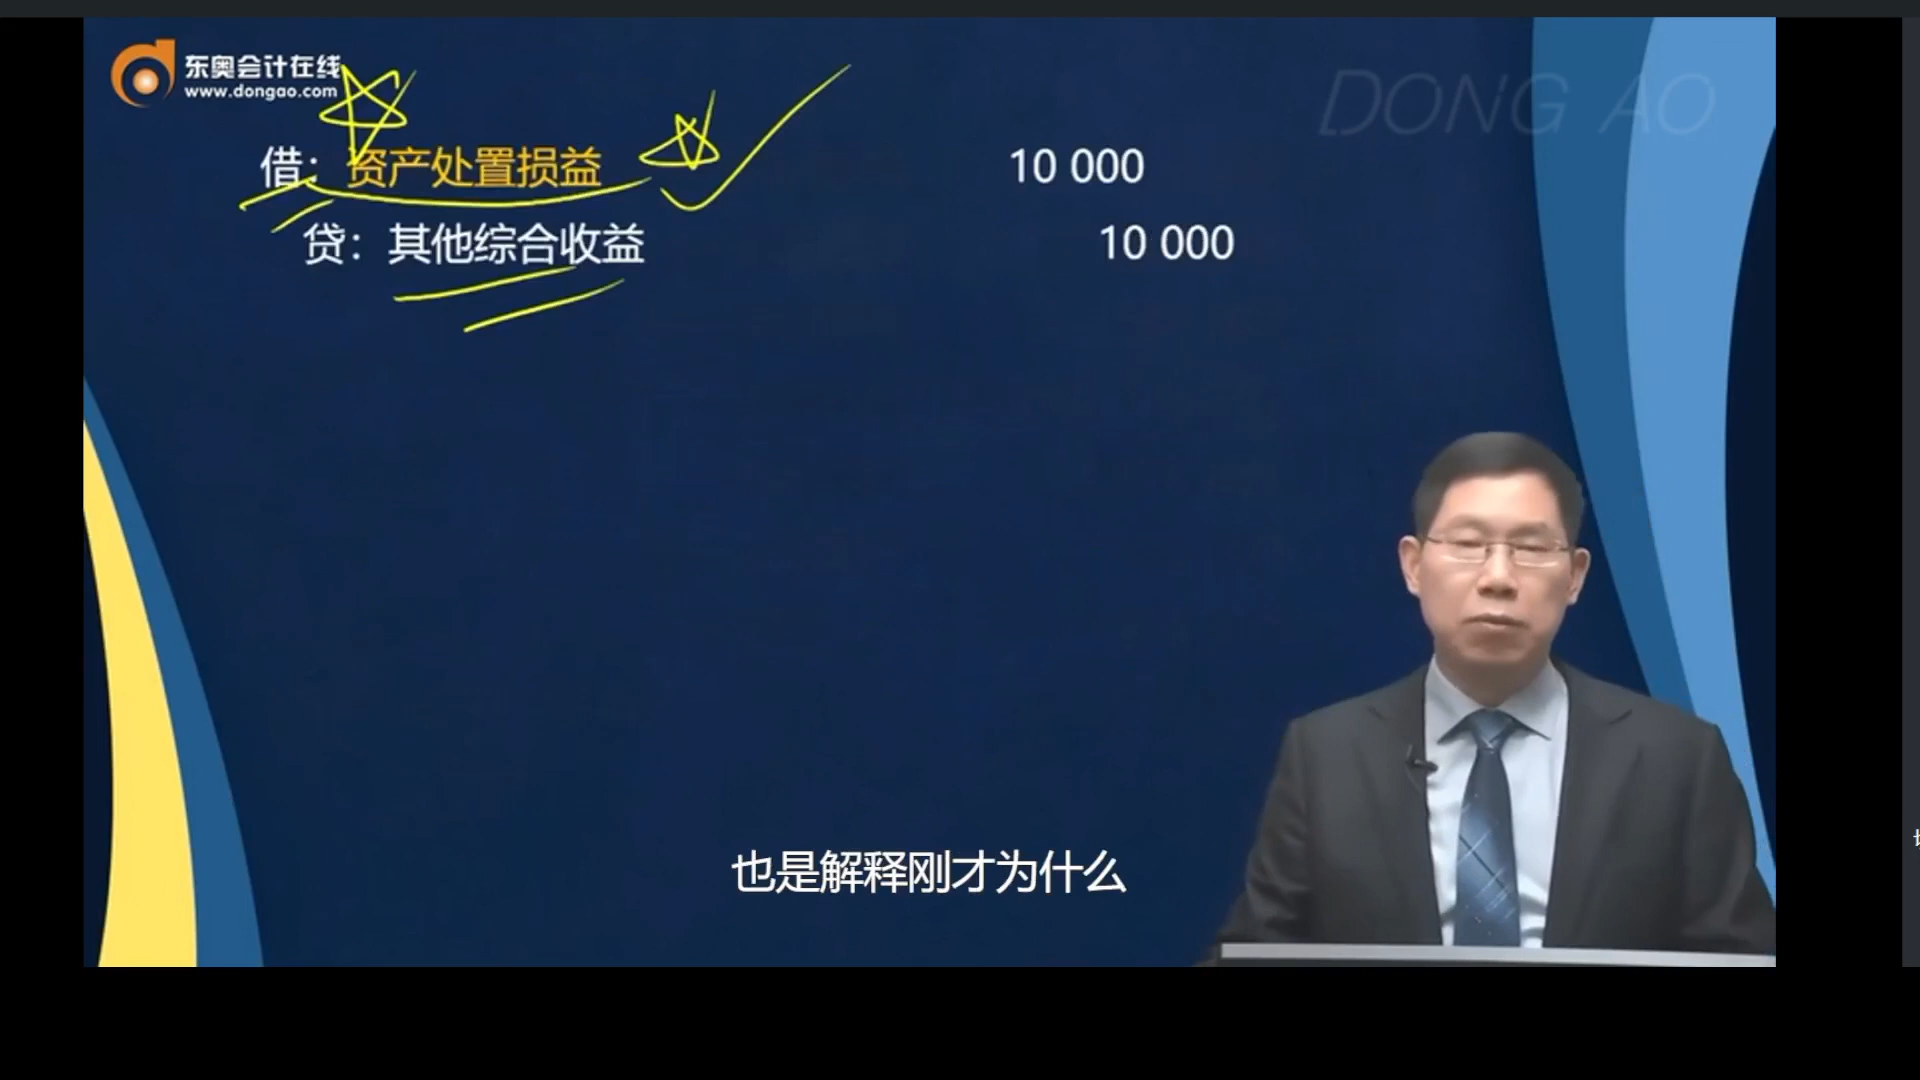 东奥会计在线
www.dongao.com
DONG AO
借：资产处置损益 10 000
贷：其他综合收益 10 000
也是解释刚才为什么